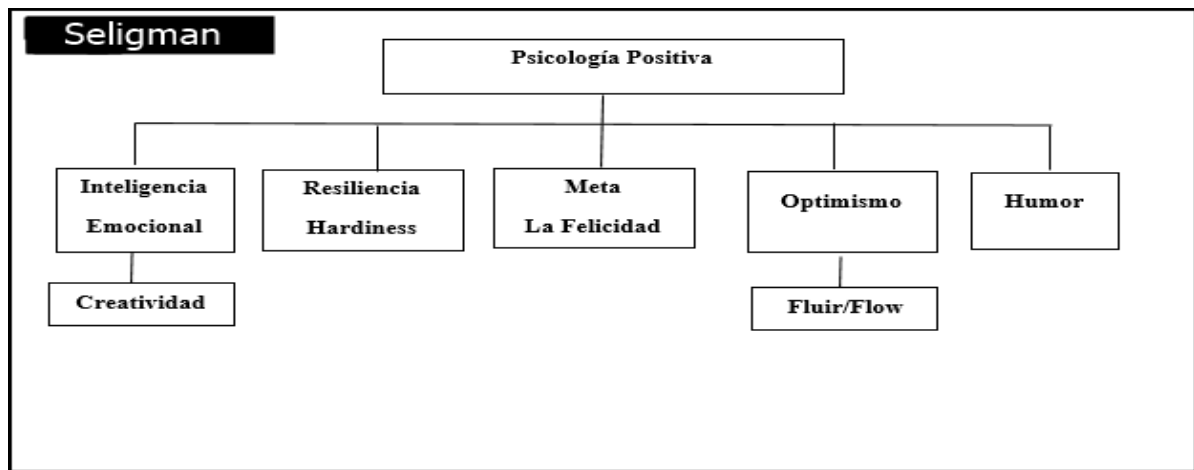 Seligman
Psicología Positiva
Inteligencia
Emocional
Resiliencia
Hardiness
Meta
La Felicidad
Optimismo
Humor
Creatividad
Fluir/Flow